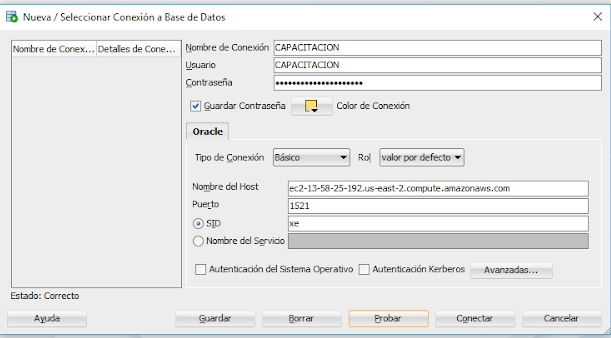 Nueva / Seleccionar Conexión a Base de Datos
Nombre de Conex... Detalles de Cone...
Nombre de Conexión CAPACITACION
Usuario CAPACITACION
Contraseña •••••••••••••••••••••
Guardar Contraseña Color de Conexión
Oracle
Tipo de Conexión Básico Rol valor por defecto
Nombre del Host ec2-13-58-25-192.us-east-2.compute.amazonaws.com
Puerto 1521
SID xe
Nombre del Servicio
Autenticación del Sistema Operativo Autenticación Kerberos Avanzadas...
Estado: Correcto
Ayuda Guardar Borrar Probar Conectar Cancelar